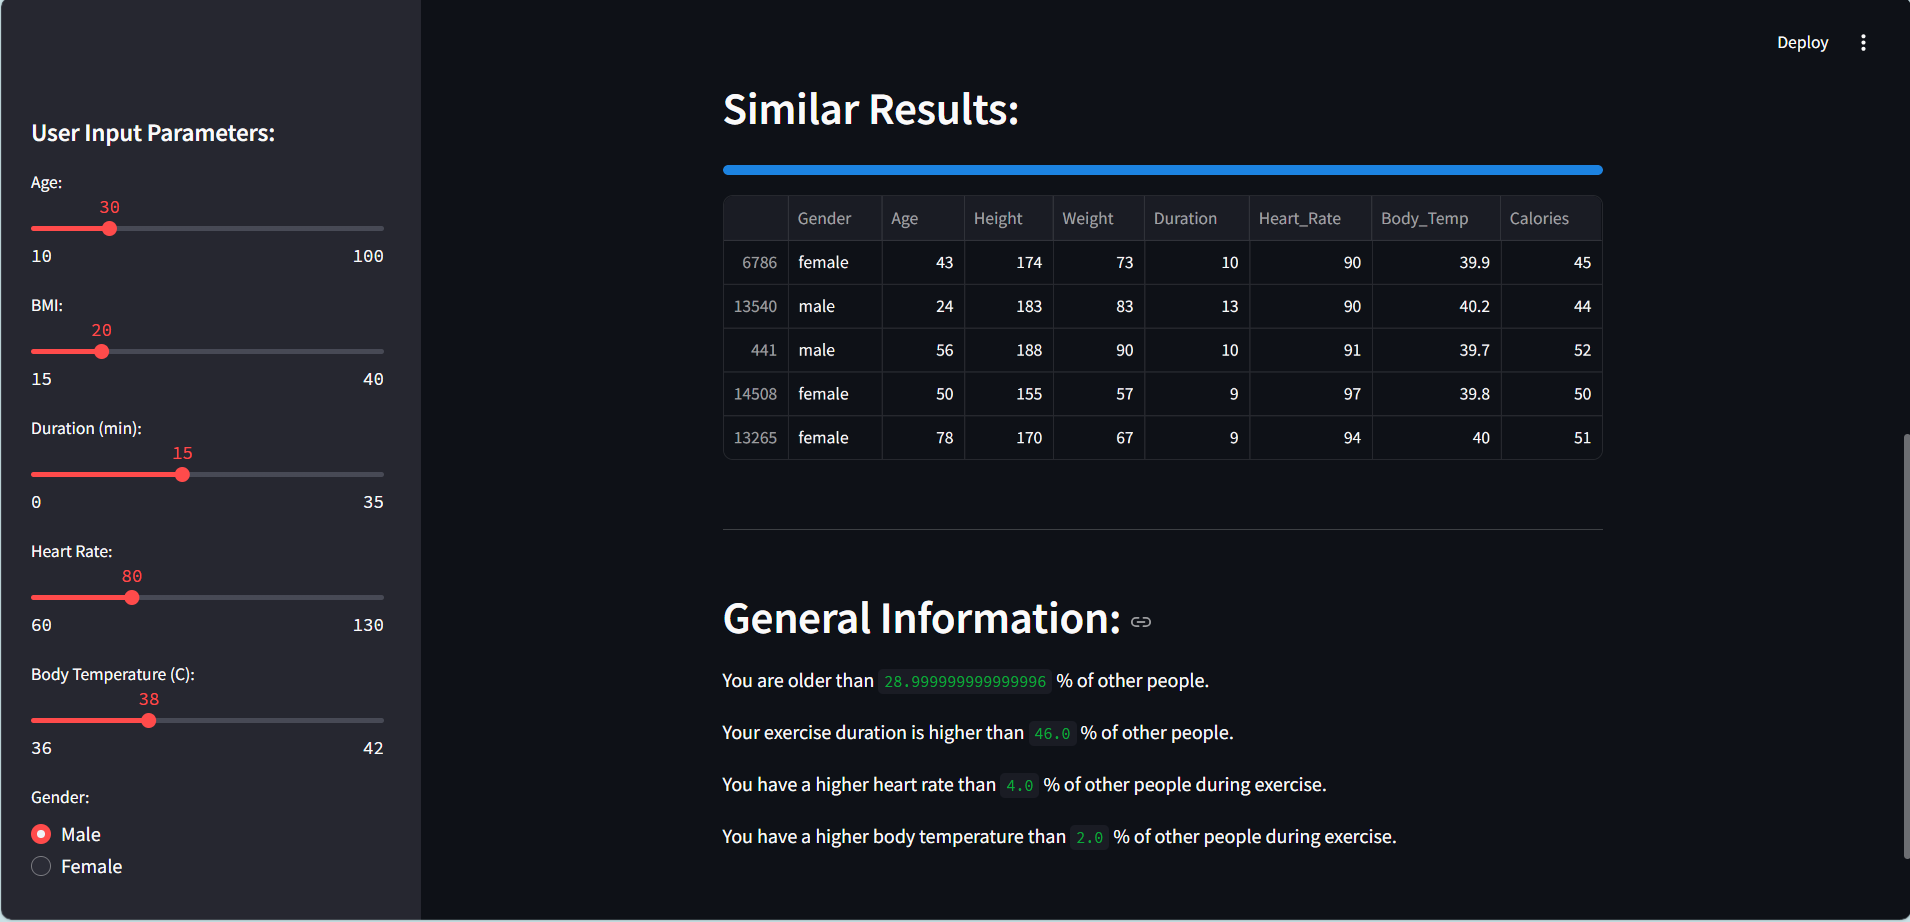 Deploy
User Input Parameters:
Age:
30
10 100
BMI:
20
15 40
Duration (min):
15
0 35
Heart Rate:
80
60 130
Body Temperature (C):
38
36 42
Gender:
Male
Female
Similar Results:
Gender Age Height Weight Duration Heart_Rate Body_Temp Calories
6786 female 43 174 73 10 90 39.9 45
13540 male 24 183 83 13 90 40.2 44
441 male 56 188 90 10 91 39.7 52
14508 female 50 155 57 9 97 39.8 50
13265 female 78 170 67 9 94 40 51
General Information:
You are older than 28.999999999999996 % of other people.
Your exercise duration is higher than 46.0 % of other people.
You have a higher heart rate than 4.0 % of other people during exercise.
You have a higher body temperature than 2.0 % of other people during exercise.